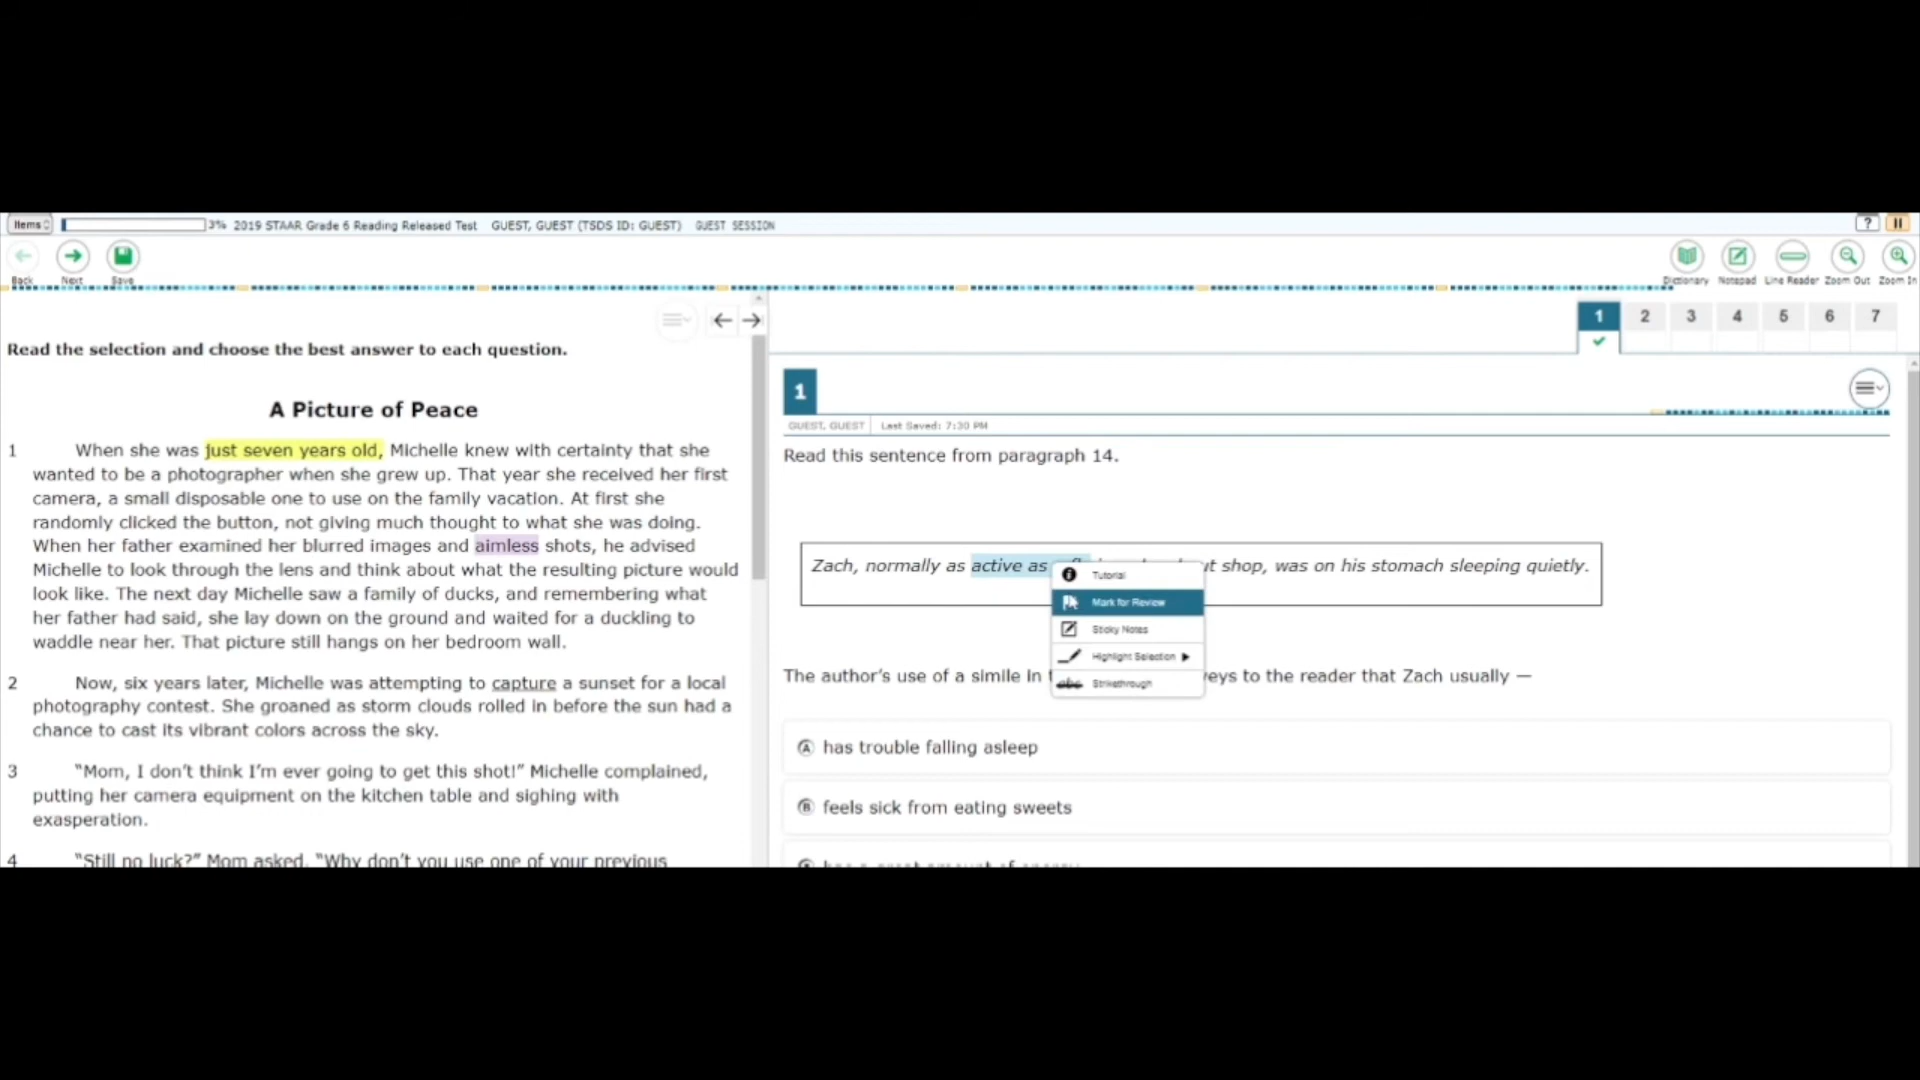 Items 3% 2019 STAAR Grade 6 Reading Released Test GUEST, GUEST (TSDS ID: GUEST) GUEST SESSION ?
Back Next Save Dictionary Notepad Line Reader Zoom Out Zoom In
Read the selection and choose the best answer to each question.
A Picture of Peace
1 When she was just seven years old, Michelle knew with certainty that she
wanted to be a photographer when she grew up. That year she received her first
camera, a small disposable one to use on the family vacation. At first she
randomly clicked the button, not giving much thought to what she was doing.
When her father examined her blurred images and aimless shots, he advised
Michelle to look through the lens and think about what the resulting picture would
look like. The next day Michelle saw a family of ducks, and remembering what
her father had said, she lay down on the ground and waited for a duckling to
waddle near her. That picture still hangs on her bedroom wall.
2 Now, six years later, Michelle was attempting to capture a sunset for a local
photography contest. She groaned as storm clouds rolled in before the sun had a
chance to cast its vibrant colors across the sky.
3 “Mom, I don’t think I’m ever going to get this shot!” Michelle complained,
putting her camera equipment on the kitchen table and sighing with
exasperation.
4 “Still no luck?” Mom asked. “Why don’t you use one of your previous
1 2 3 4 5 6 7
1
GUEST, GUEST Last Saved: 7:30 PM
Read this sentence from paragraph 14.
Zach, normally as active as shop, was on his stomach sleeping quietly.
Tutorial
Mark for Review
Sticky Notes
Highlight Selection
abc Strikethrough
The author’s use of a simile in to the reader that Zach usually —
A has trouble falling asleep
B feels sick from eating sweets